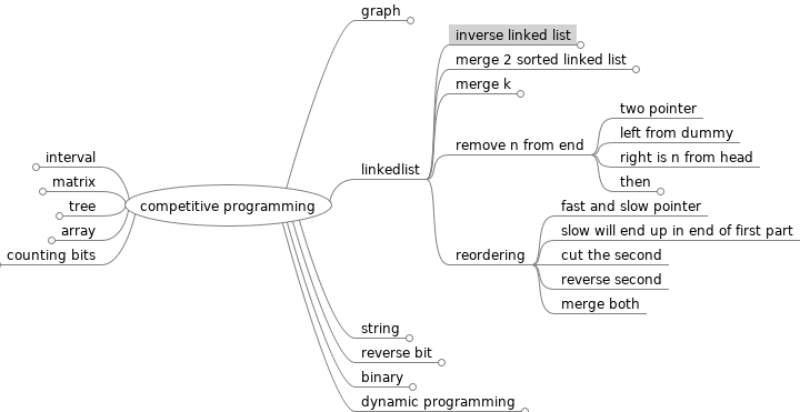 graph
inverse linked list
merge 2 sorted linked list
merge k
two pointer
left from dummy
remove n from end
right is n from head
then
linkedlist
interval
matrix
tree
array
counting bits
competitive programming
fast and slow pointer
slow will end up in end of first part
reordering
cut the second
reverse second
merge both
string
reverse bit
binary
dynamic programming